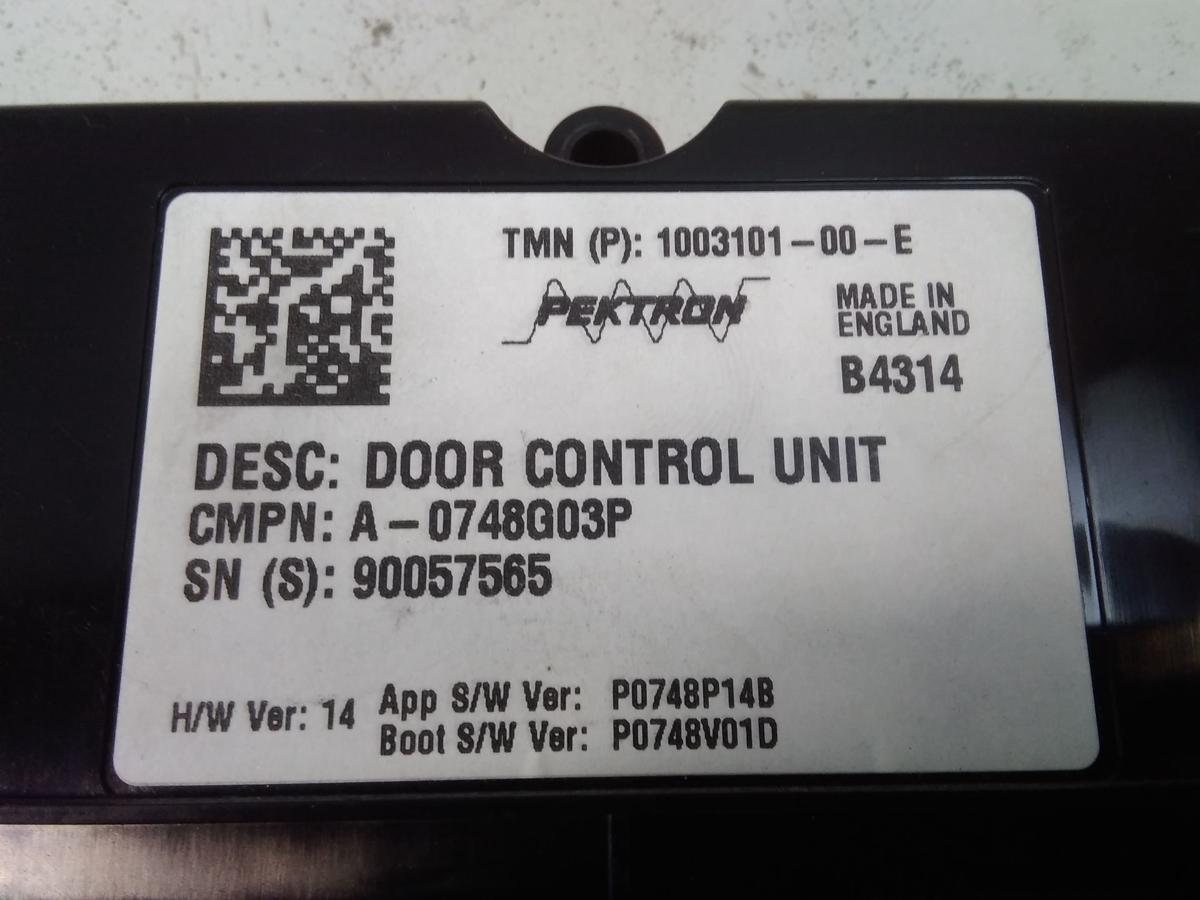 TMN (P): 1003101-00-E
PEKTRON
MADE IN
ENGLAND
B4314
DESC: DOOR CONTROL UNIT
CMPN: A-0748G03P
SN (S): 90057565
H/W Ver: 14
App S/W Ver: P0748P14B
Boot S/W Ver: P0748V01D